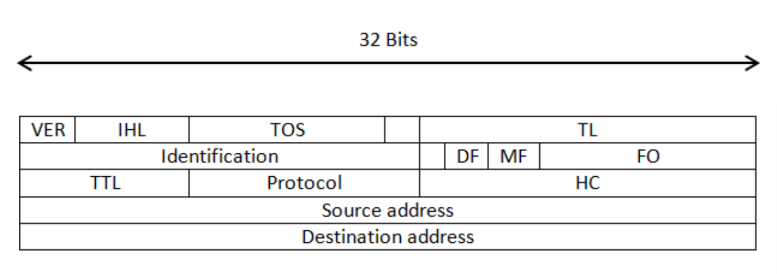 32 Bits
VER IHL TOS TL
Identification DF MF FO
TTL Protocol HC
Source address
Destination address